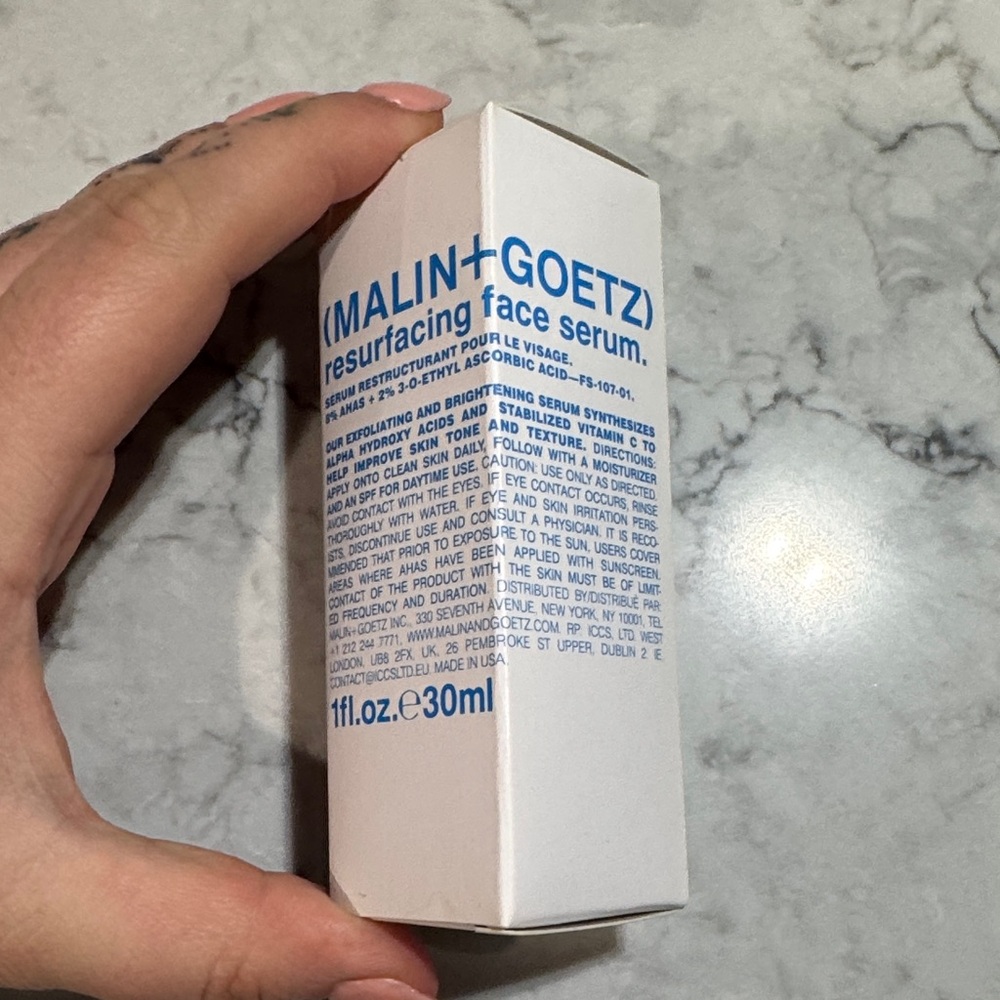 (MALIN+GOETZ)
resurfacing face serum.
SERUM RESTRUCTURANT POUR LE VISAGE.
8% AHAS + 2% 3-O-ETHYL ASCORBIC ACID—FS-107-01.
OUR EXFOLIATING AND BRIGHTENING SERUM SYNTHESIZES
ALPHA HYDROXY ACIDS AND STABILIZED VITAMIN C TO
HELP IMPROVE SKIN TONE AND TEXTURE. DIRECTIONS:
APPLY ONTO CLEAN SKIN DAILY. FOLLOW WITH A MOISTURIZER
AND AN SPF FOR DAYTIME USE. CAUTION: USE ONLY AS DIRECTED.
AVOID CONTACT WITH THE EYES. IF EYE CONTACT OCCURS, RINSE
THOROUGHLY WITH WATER. IF EYE AND SKIN IRRITATION PERS-
ISTS, DISCONTINUE USE AND CONSULT A PHYSICIAN. IT IS RECO-
MMENDED THAT PRIOR TO EXPOSURE TO THE SUN, USERS COVER
AREAS WHERE AHAS HAVE BEEN APPLIED WITH SUNSCREEN.
CONTACT OF THE PRODUCT WITH THE SKIN MUST BE OF LIMIT-
ED FREQUENCY AND DURATION. DISTRIBUTED BY/DISTRIBUÉ PAR:
MALIN+GOETZ INC., 330 SEVENTH AVENUE, NEW YORK, NY 10001, TEL
+1 212 244 7771. WWW.MALINANDGOETZ.COM. RP: ICCS, LTD. WEST
LONDON, UB8 2FX, UK, 26 PEMBROKE ST UPPER, DUBLIN 2 IE.
CONTACT@ICCSLTD.EU. MADE IN USA.
1fl.oz.℮30ml